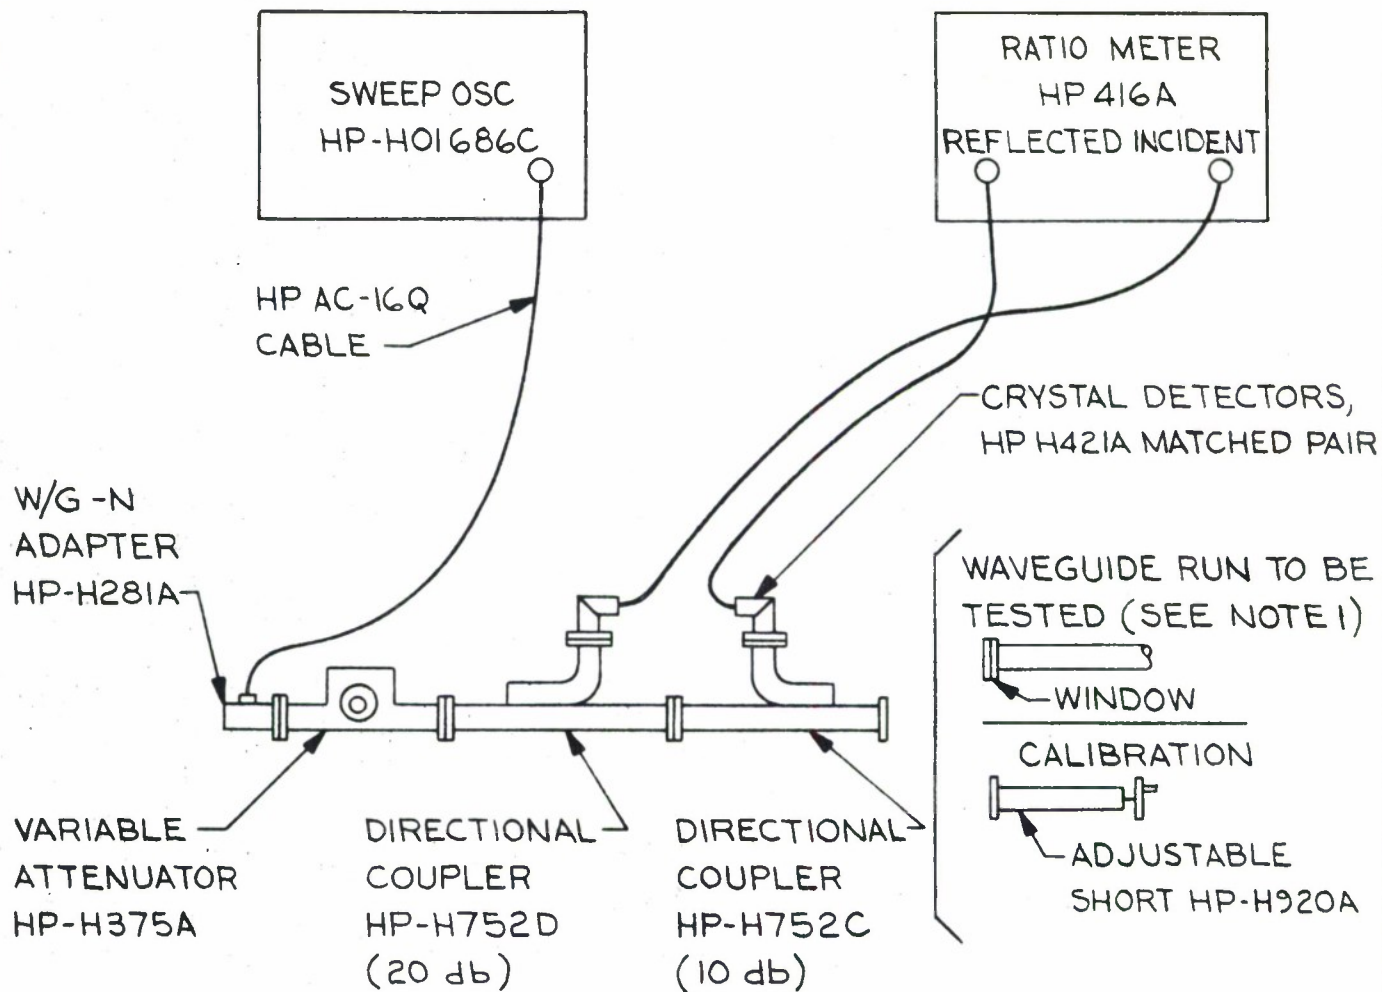 SWEEP OSC
HP-H01686C
RATIO METER
HP 416A
REFLECTED INCIDENT
HP AC-16Q
CABLE
CRYSTAL DETECTORS,
HP H421A MATCHED PAIR
W/G -N
ADAPTER
HP-H281A
WAVEGUIDE RUN TO BE
TESTED (SEE NOTE 1)
WINDOW
CALIBRATION
ADJUSTABLE
SHORT HP-H920A
VARIABLE
ATTENUATOR
HP-H375A
DIRECTIONAL
COUPLER
HP-H752D
(20 db)
DIRECTIONAL
COUPLER
HP-H752C
(10 db)